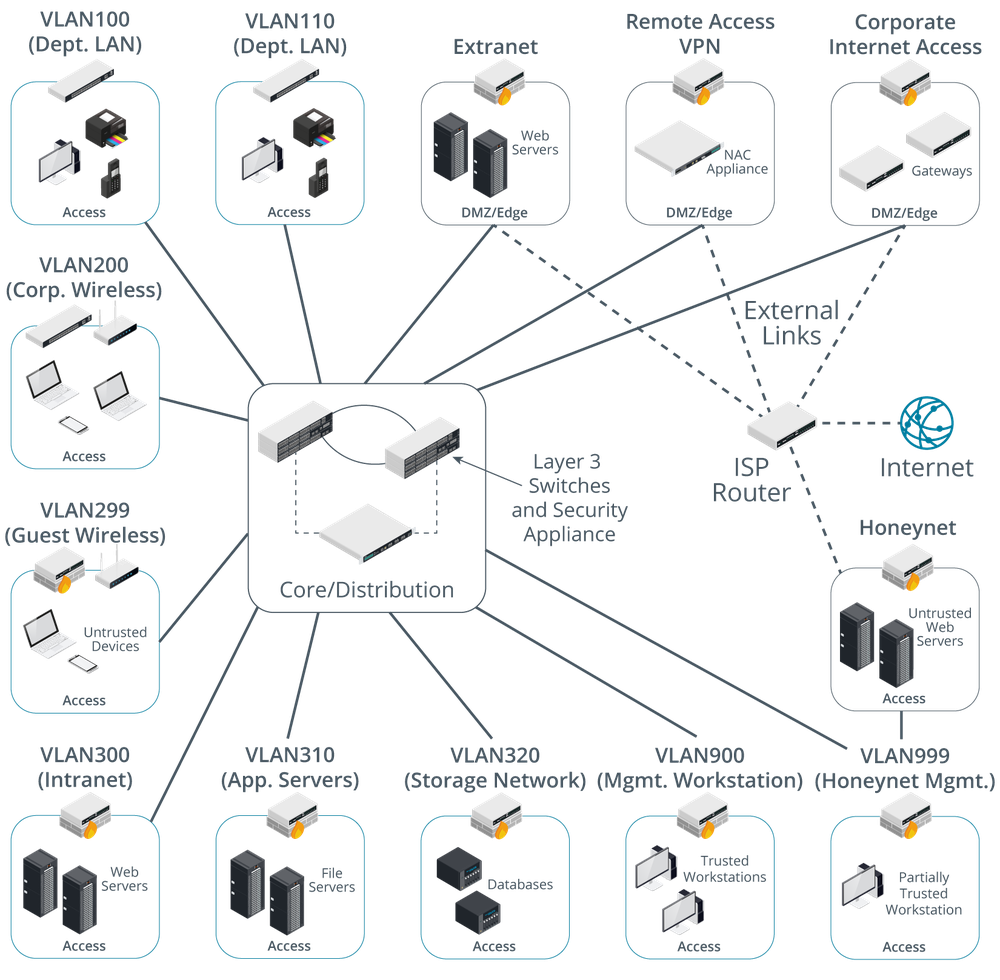 VLAN100
(Dept. LAN)
Access
VLAN110
(Dept. LAN)
Access
Extranet
Web
Servers
DMZ/Edge
Remote Access
VPN
NAC
Appliance
DMZ/Edge
Corporate
Internet Access
Gateways
DMZ/Edge
VLAN200
(Corp. Wireless)
Access
External
Links
ISP
Router
Internet
Layer 3
Switches
and Security
Appliance
Core/Distribution
VLAN299
(Guest Wireless)
Untrusted
Devices
Access
Honeynet
Untrusted
Web
Servers
Access
VLAN300
(Intranet)
Web
Servers
Access
VLAN310
(App. Servers)
File
Servers
Access
VLAN320
(Storage Network)
Databases
Access
VLAN900
(Mgmt. Workstation)
Trusted
Workstations
Access
VLAN999
(Honeynet Mgmt.)
Partially
Trusted
Workstation
Access